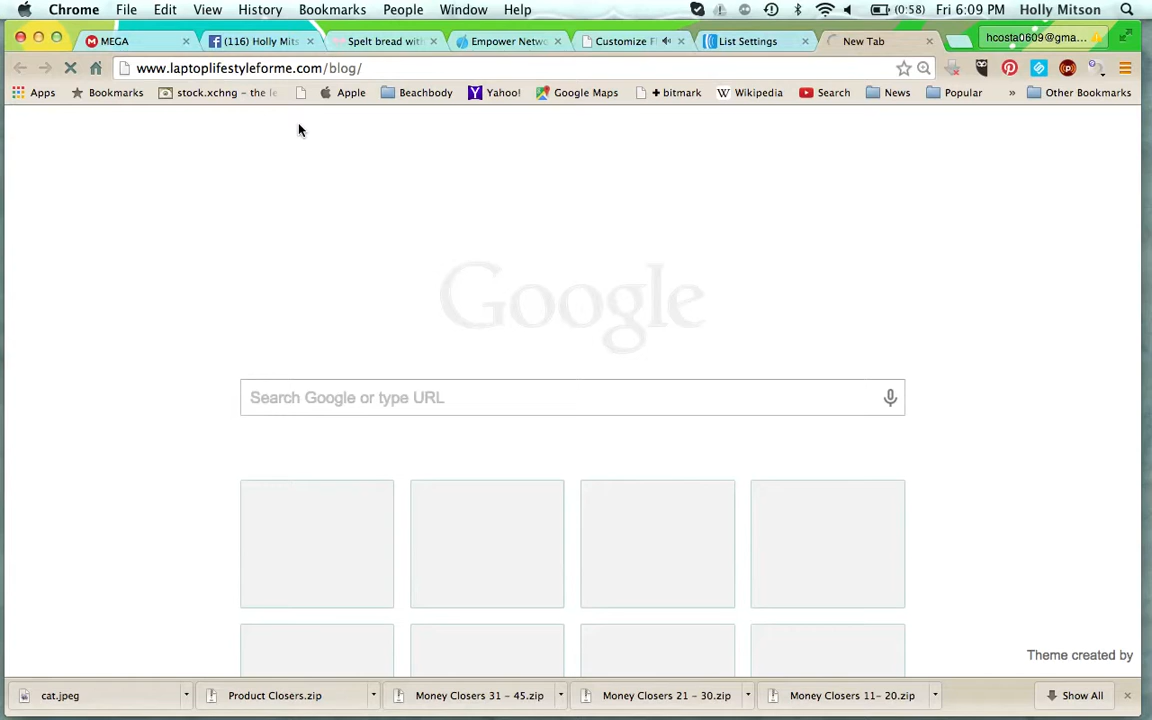 Chrome File Edit View History Bookmarks People Window Help (0:58) Fri 6:09 PM Holly Mitson
MEGA (116) Holly Mits Spelt bread with Empower Netwo Customize Fl List Settings New Tab hcosta0609@gma...
www.laptoplifestyleforme.com/blog/
Apps Bookmarks stock.xchng – the le Apple Beachbody Yahoo! Google Maps + bitmark Wikipedia Search News Popular » Other Bookmarks
Google
Search Google or type URL
Theme created by
cat.jpeg Product Closers.zip Money Closers 31 – 45.zip Money Closers 21 – 30.zip Money Closers 11– 20.zip Show All